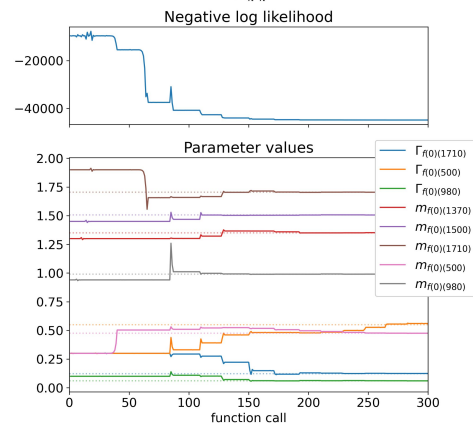 Negative log likelihood
−20000
−40000
Parameter values
2.00
1.75
1.50
1.25
1.00
0.75
0.50
0.25
0.00
0 50 100 150 200 250 300
function call
Γf(0)(1710)
Γf(0)(500)
Γf(0)(980)
mf(0)(1370)
mf(0)(1500)
mf(0)(1710)
mf(0)(500)
mf(0)(980)